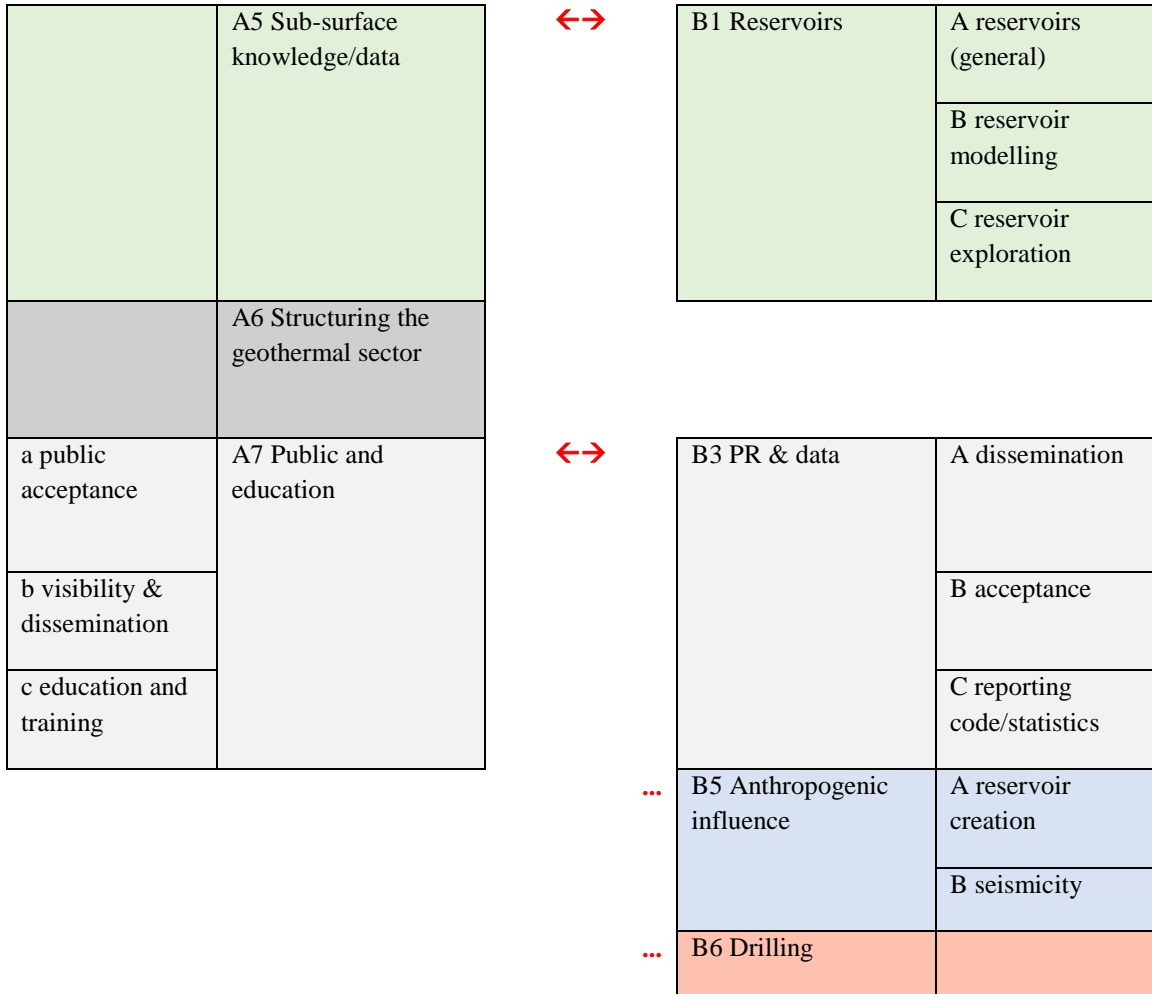 A5 Sub-surface
knowledge/data
←→
B1 Reservoirs
A reservoirs
(general)
B reservoir
modelling
C reservoir
exploration
A6 Structuring the
geothermal sector
a public
acceptance
A7 Public and
education
←→
B3 PR & data
A dissemination
b visibility &
dissemination
B acceptance
c education and
training
C reporting
code/statistics
...
B5 Anthropogenic
influence
A reservoir
creation
B seismicity
...
B6 Drilling